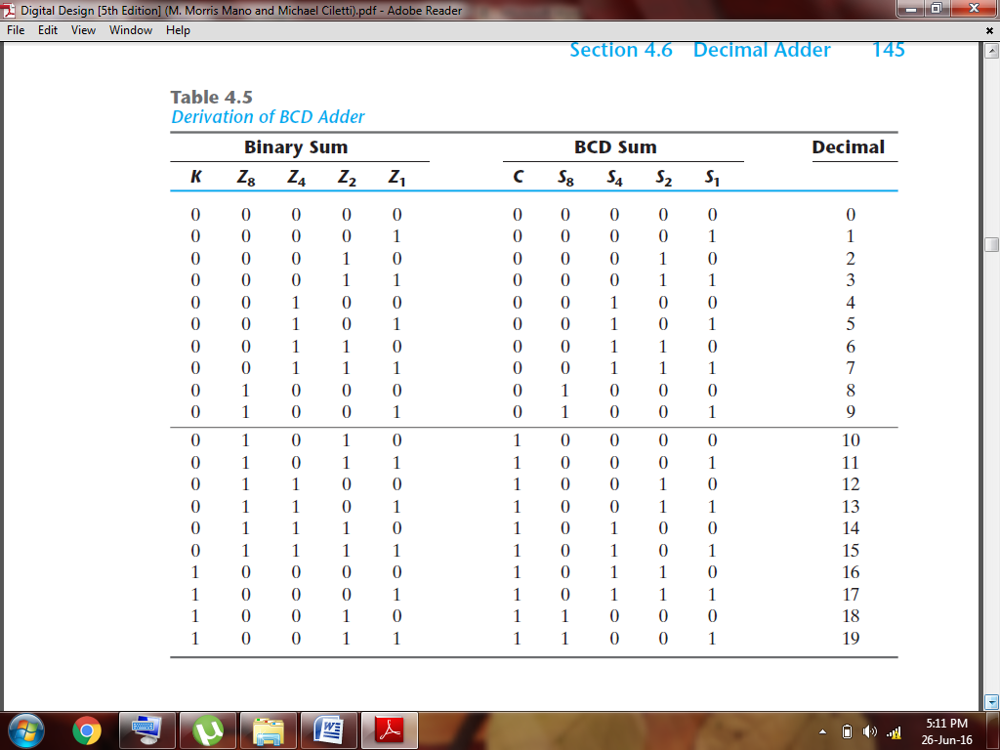 Digital Design [5th Edition] (M. Morris Mano and Michael Ciletti).pdf - Adobe Reader
File Edit View Window Help
Section 4.6 Decimal Adder 145
Table 4.5
Derivation of BCD Adder
Binary Sum BCD Sum Decimal
K Z8 Z4 Z2 Z1 C S8 S4 S2 S1
0 0 0 0 0 0 0 0 0 0 0
0 0 0 0 1 0 0 0 0 1 1
0 0 0 1 0 0 0 0 1 0 2
0 0 0 1 1 0 0 0 1 1 3
0 0 1 0 0 0 0 1 0 0 4
0 0 1 0 1 0 0 1 0 1 5
0 0 1 1 0 0 0 1 1 0 6
0 0 1 1 1 0 0 1 1 1 7
0 1 0 0 0 0 1 0 0 0 8
0 1 0 0 1 0 1 0 0 1 9
0 1 0 1 0 1 0 0 0 0 10
0 1 0 1 1 1 0 0 0 1 11
0 1 1 0 0 1 0 0 1 0 12
0 1 1 0 1 1 0 0 1 1 13
0 1 1 1 0 1 0 1 0 0 14
0 1 1 1 1 1 0 1 0 1 15
1 0 0 0 0 1 0 1 1 0 16
1 0 0 0 1 1 0 1 1 1 17
1 0 0 1 0 1 1 0 0 0 18
1 0 0 1 1 1 1 0 0 1 19
5:11 PM
26-Jun-16